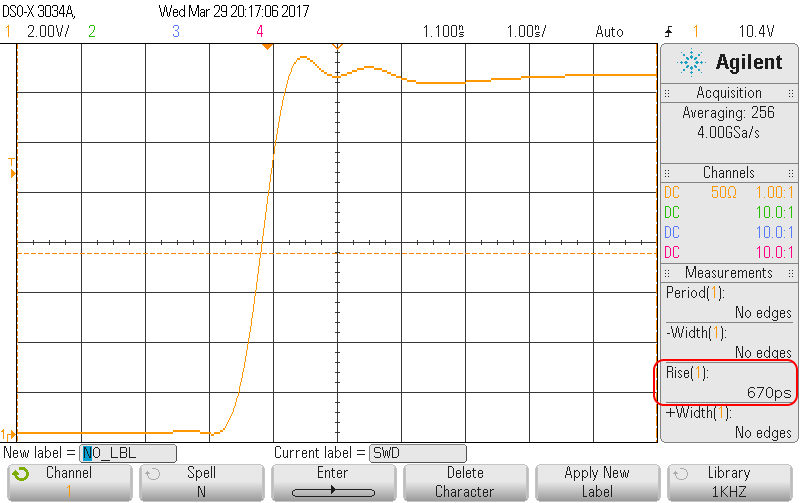 DSO-X 3034A, Wed Mar 29 20:17:06 2017
1 2.00V/ 2 3 4 1.100s 1.00s/ Auto 1 10.4V
Agilent
Acquisition
Averaging: 256
4.00GSa/s
Channels
DC 50Ω 1.00:1
DC 10.0:1
DC 10.0:1
DC 10.0:1
Measurements
Period(1):
No edges
-Width(1):
No edges
Rise(1):
670ps
+Width(1):
No edges
T
1
New label = NO_LBL Current label = SWD
Channel Spell Enter Delete Apply New Library
1 N Character Label 1KHZ